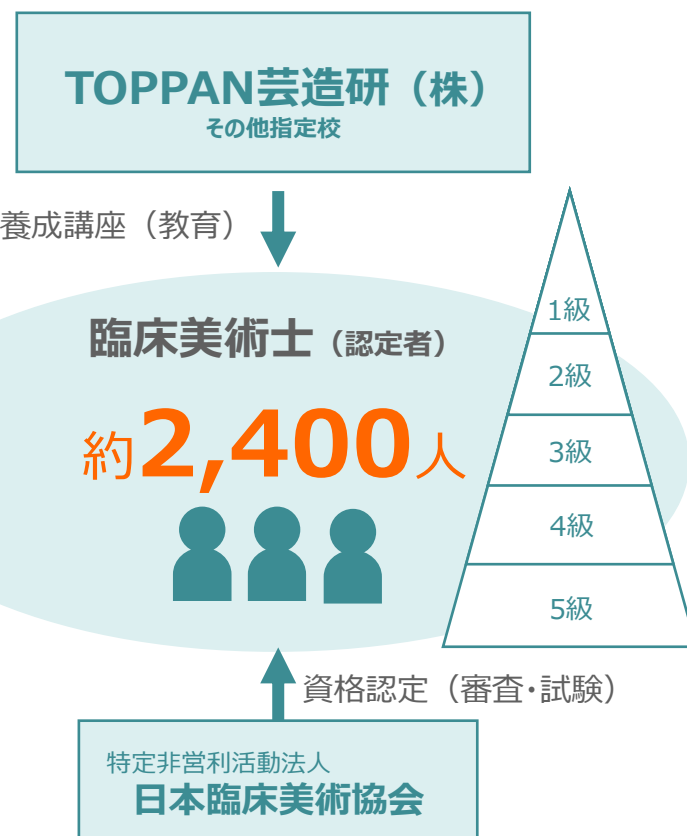 TOPPAN芸造研（株）
その他指定校
養成講座（教育）
臨床美術士（認定者）
約2,400人
1級
2級
3級
4級
5級
資格認定（審査・試験）
特定非営利活動法人
日本臨床美術協会